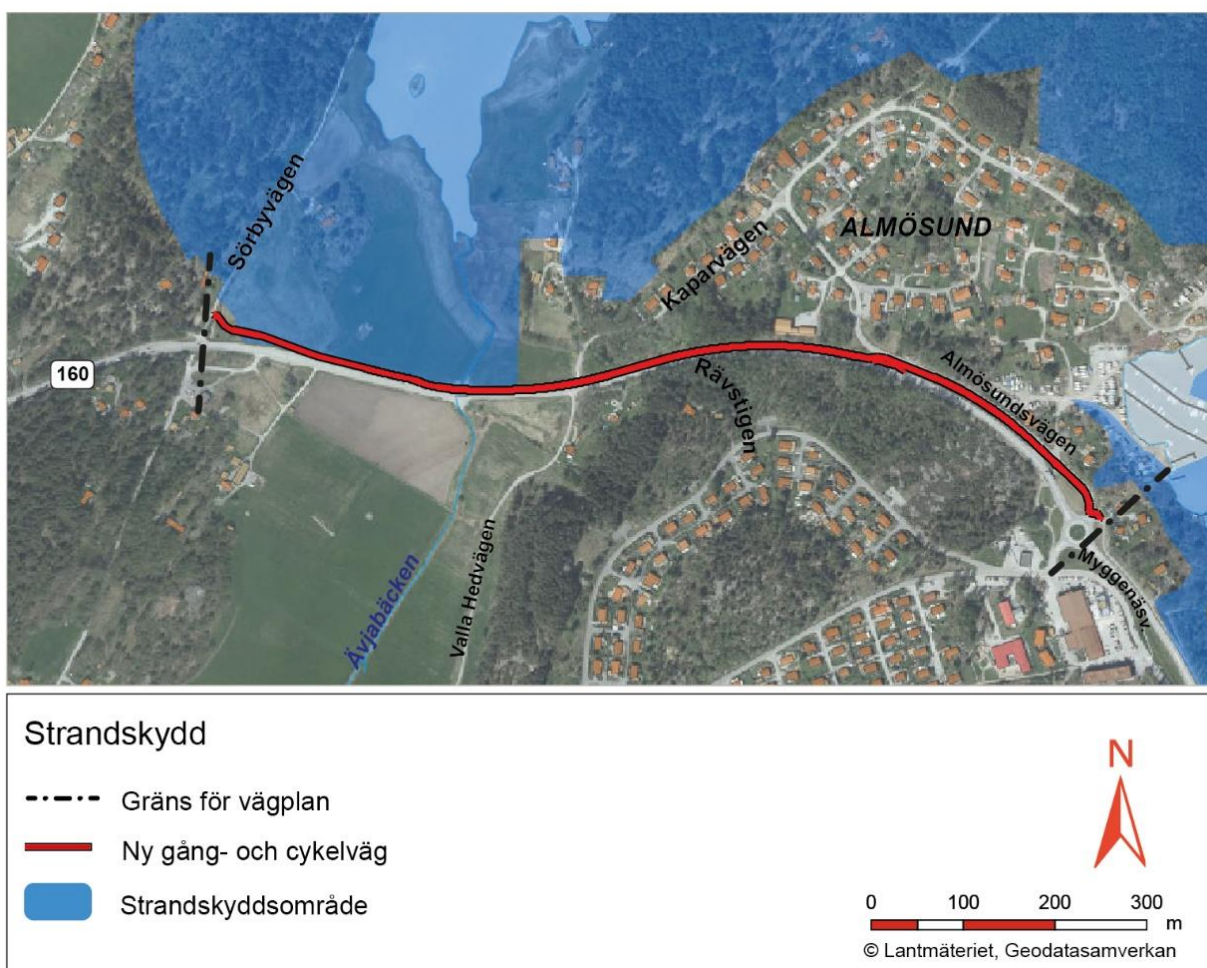 Sörbyvägen
160
Kaparvägen
ALMÖSUND
Rävstigen
Almösundsvägen
Ävjabäcken
Valla Hedvägen
Myggenäsv.
Strandskydd
Gräns för vägplan
Ny gång- och cykelväg
Strandskyddsområde
N
0 100 200 300
m
© Lantmäteriet, Geodatasamverkan